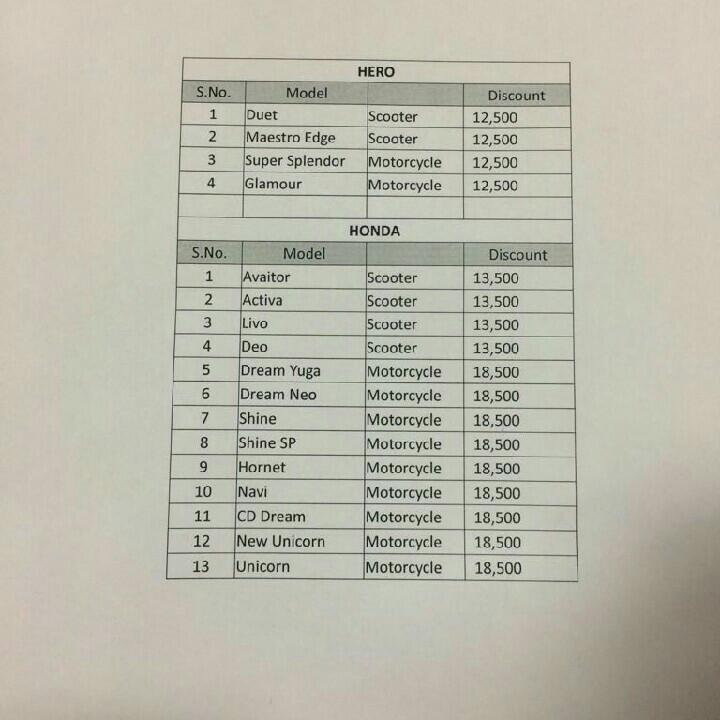 HERO
S.No. Model Discount
1 Duet Scooter 12,500
2 Maestro Edge Scooter 12,500
3 Super Splendor Motorcycle 12,500
4 Glamour Motorcycle 12,500
HONDA
S.No. Model Discount
1 Avaitor Scooter 13,500
2 Activa Scooter 13,500
3 Livo Scooter 13,500
4 Deo Scooter 13,500
5 Dream Yuga Motorcycle 18,500
6 Dream Neo Motorcycle 18,500
7 Shine Motorcycle 18,500
8 Shine SP Motorcycle 18,500
9 Hornet Motorcycle 18,500
10 Navi Motorcycle 18,500
11 CD Dream Motorcycle 18,500
12 New Unicorn Motorcycle 18,500
13 Unicorn Motorcycle 18,500